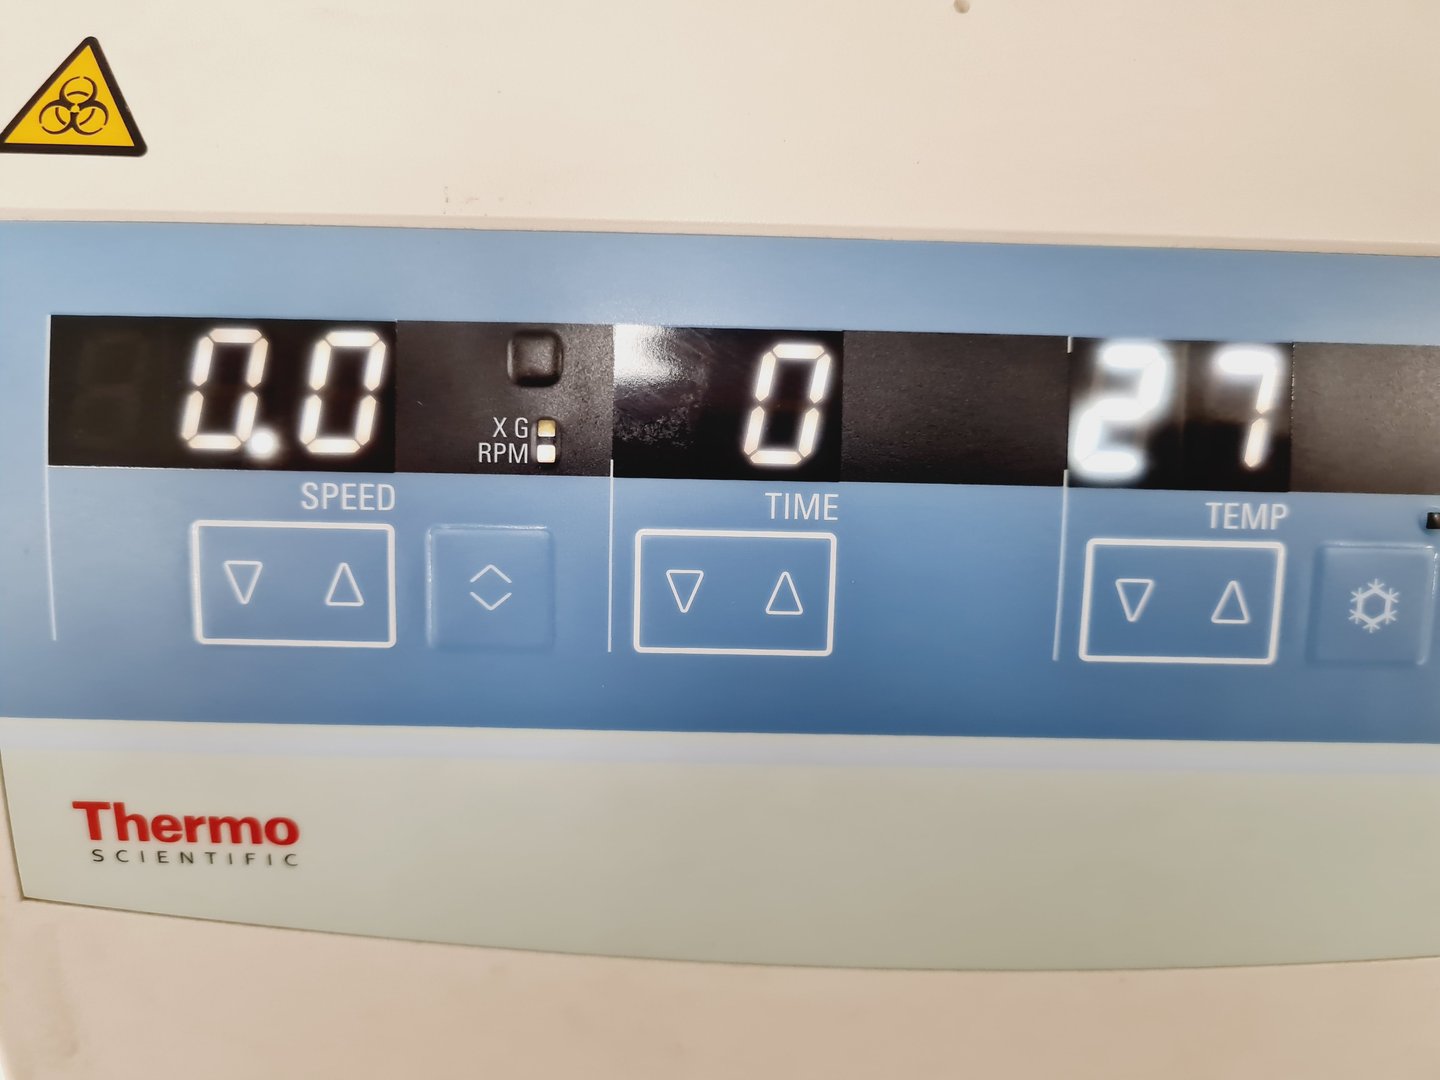 0.0
X G
RPM
0
27
SPEED
TIME
TEMP
Thermo
SCIENTIFIC